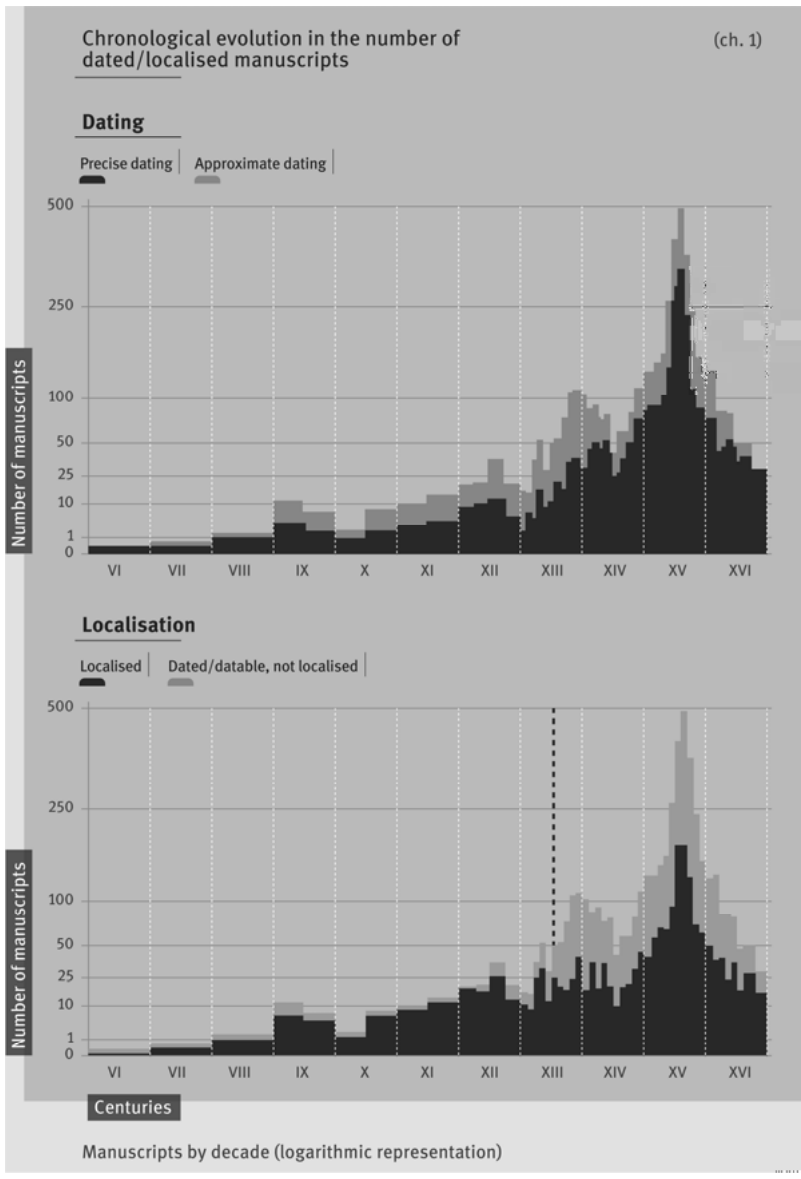 Chronological evolution in the number of (ch. 1)
dated/localised manuscripts
Dating
Precise dating Approximate dating
500
250
100
50
25
10
1
0
Number of manuscripts
VI VII VIII IX X XI XII XIII XIV XV XVI
Localisation
Localised Dated/datable, not localised
500
250
100
50
25
10
1
0
Number of manuscripts
VI VII VIII IX X XI XII XIII XIV XV XVI
Centuries
Manuscripts by decade (logarithmic representation)